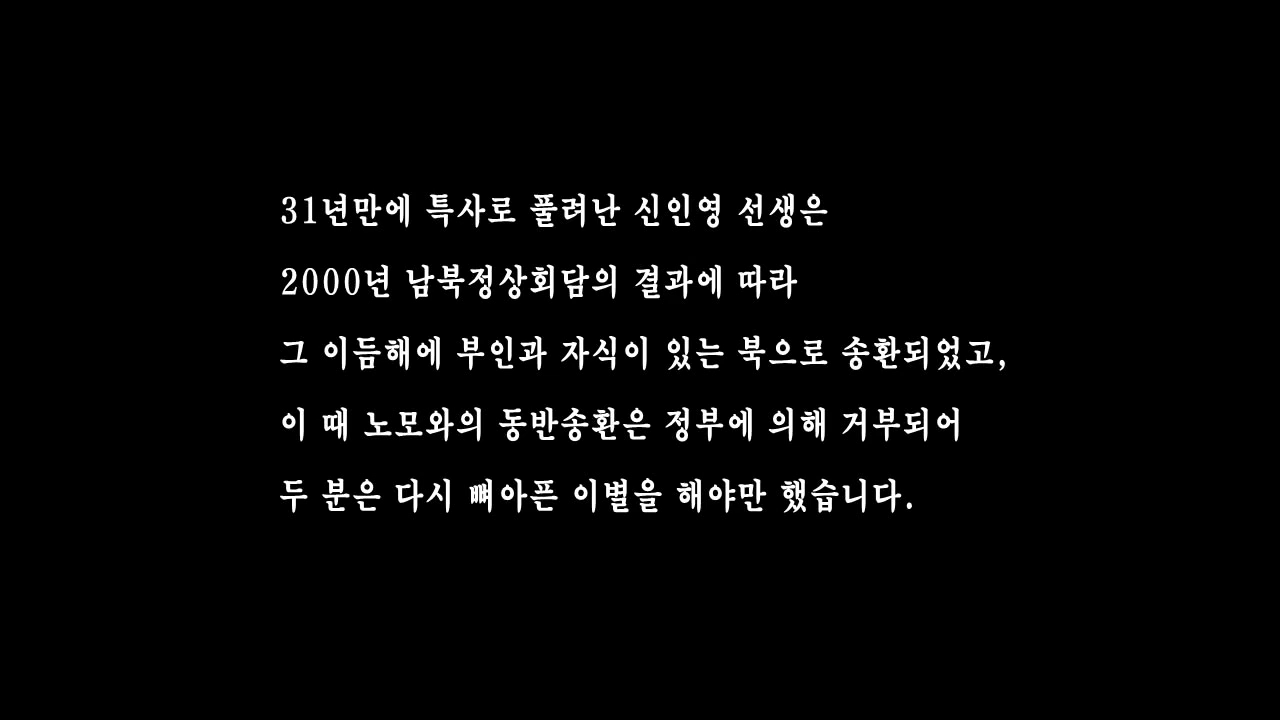 31년만에 특사로 풀려난 신인영 선생은
2000년 남북정상회담의 결과에 따라
그 이듬해에 부인과 자식이 있는 북으로 송환되었고,
이 때 노모와의 동반송환은 정부에 의해 거부되어
두 분은 다시 뼈아픈 이별을 해야만 했습니다.